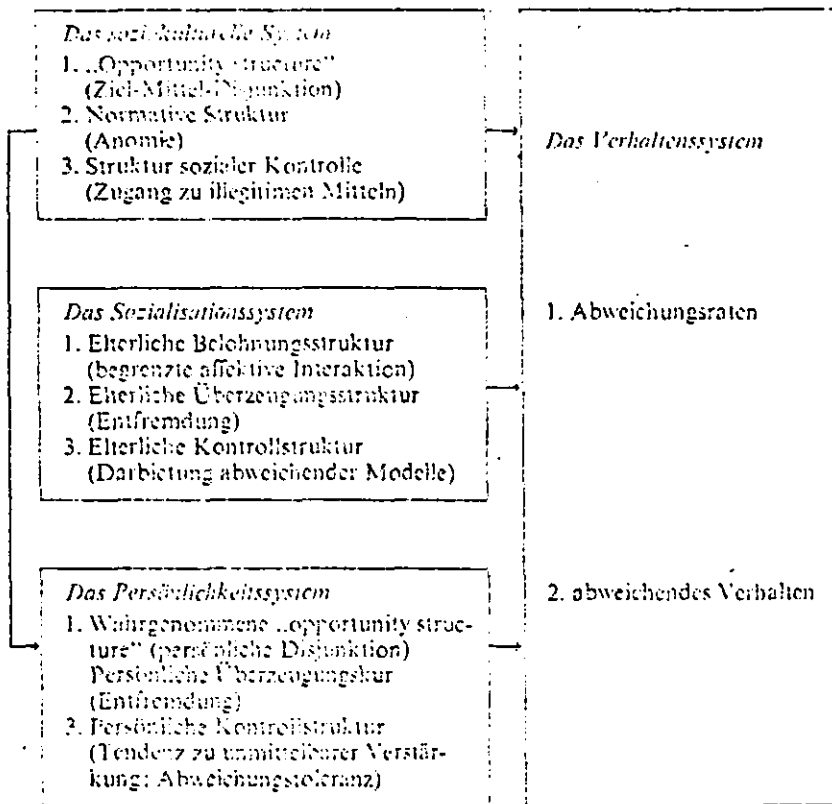 Das soziokulturelle System
1. „Opportunity structure“
(Ziel-Mittel-Disjunktion)
2. Normative Struktur
(Anomie)
3. Struktur sozialer Kontrolle
(Zugang zu illegitimen Mitteln)
Das Verhaltenssystem
Das Sozialisationssystem
1. Elterliche Belohnungsstruktur
(begrenzte affektive Interaktion)
2. Elterliche Überzeugungsstruktur
(Entfremdung)
3. Elterliche Kontrollstruktur
(Darbietung abweichender Modelle)
1. Abweichungsraten
Das Persönlichkeitssystem
1. Wahrgenommene „opportunity struc-
ture“ (persönliche Disjunktion)
Persönliche Überzeugungskur
(Entfremdung)
3. Persönliche Kontrollstruktur
(Tendenz zu unmittelbarer Verstär-
kung; Abweichungstoleranz)
2. abweichendes Verhalten